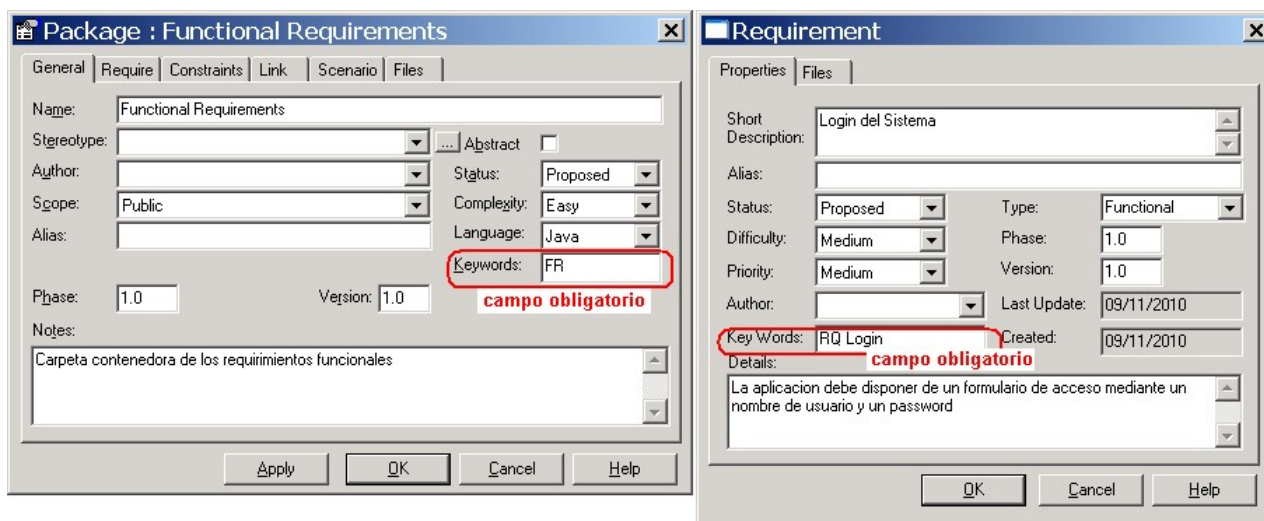 Package : Functional Requirements
General Require Constraints Link Scenario Files
Name: Functional Requirements
Stereotype: ... Abstract
Author: Status: Proposed
Scope: Public Complexity: Easy
Alias: Language: Java
Keywords: FR
campo obligatorio
Phase: 1.0 Version: 1.0
Notes:
Carpeta contenedora de los requirimientos funcionales
Apply OK Cancel Help
Requirement
Properties Files
Short Description: Login del Sistema
Alias:
Status: Proposed Type: Functional
Difficulty: Medium Phase: 1.0
Priority: Medium Version: 1.0
Author: Last Update: 09/11/2010
Key Words: RQ Login Created: 09/11/2010
campo obligatorio
Details:
La aplicacion debe disponer de un formulario de acceso mediante un
nombre de usuario y un password
OK Cancel Help